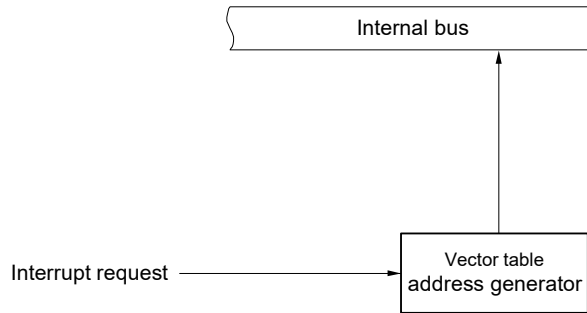 Internal bus
Interrupt request
Vector table
address generator